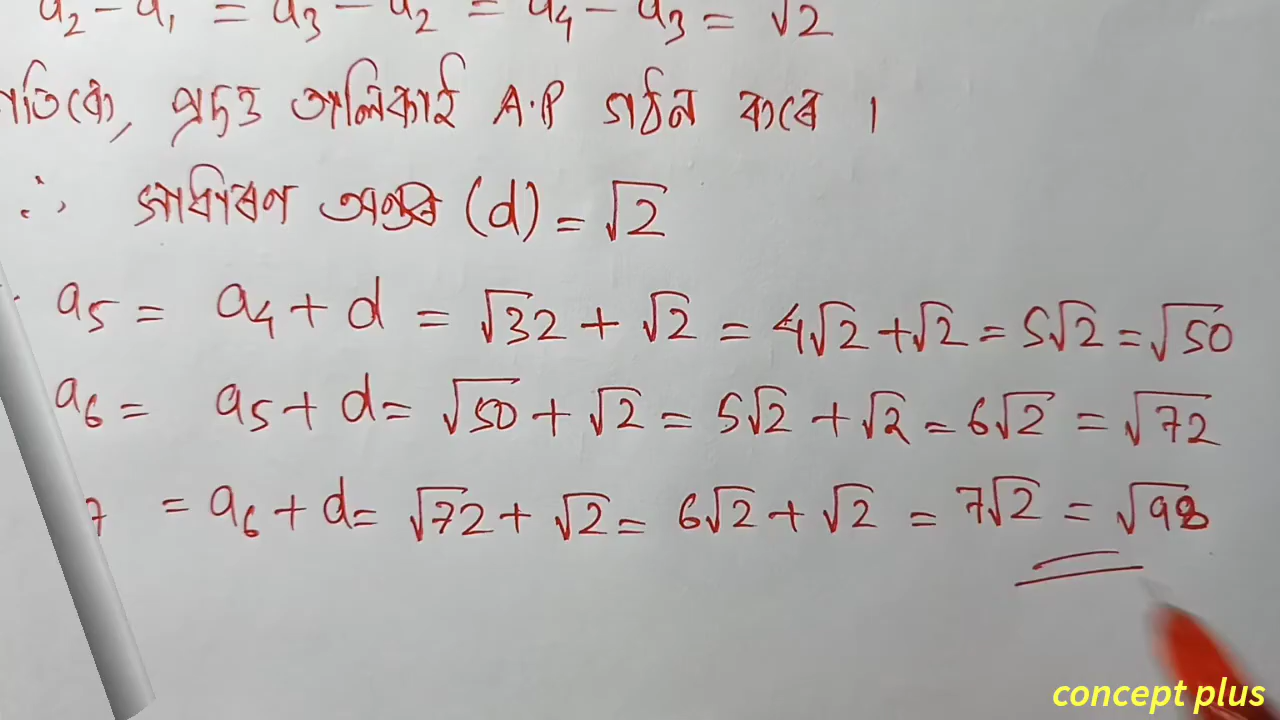 a₂ - a₁ = a₃ - a₂ = a₄ - a₃ = √2
প্ৰদত্ত তালিকাই A.P গঠন কৰে ।
∴ সাধাৰণ অন্তৰ (d) = √2
a₅ = a₄ + d = √32 + √2 = 4√2 + √2 = 5√2 = √50
a₆ = a₅ + d = √50 + √2 = 5√2 + √2 = 6√2 = √72
7 = a₆ + d = √72 + √2 = 6√2 + √2 = 7√2 = √98
concept plus